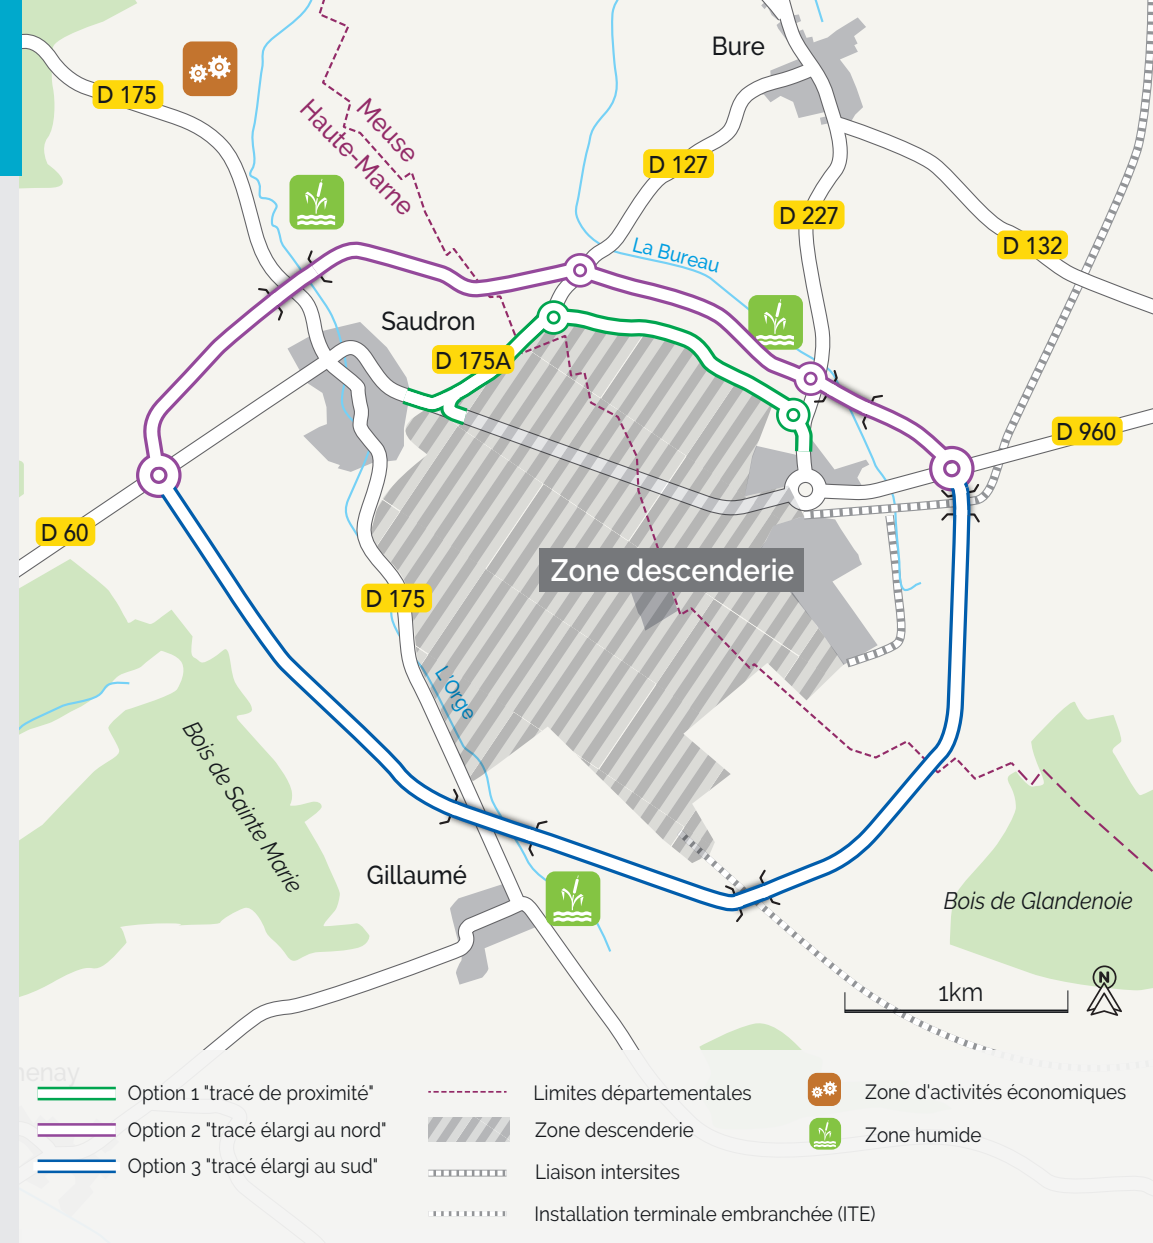 Bure
D 175
Meuse
Haute-Marne
D 127
D 227
D 132
La Bureau
Saudron
D 175A
D 960
D 60
Zone descenderie
D 175
L'Orge
Bois de Sainte Marie
Gillaumé
Bois de Glandenoie
N
1km
Option 1 "tracé de proximité"
Option 2 "tracé élargi au nord"
Option 3 "tracé élargi au sud"
Limites départementales
Zone descenderie
Liaison intersites
Installation terminale embranchée (ITE)
Zone d'activités économiques
Zone humide